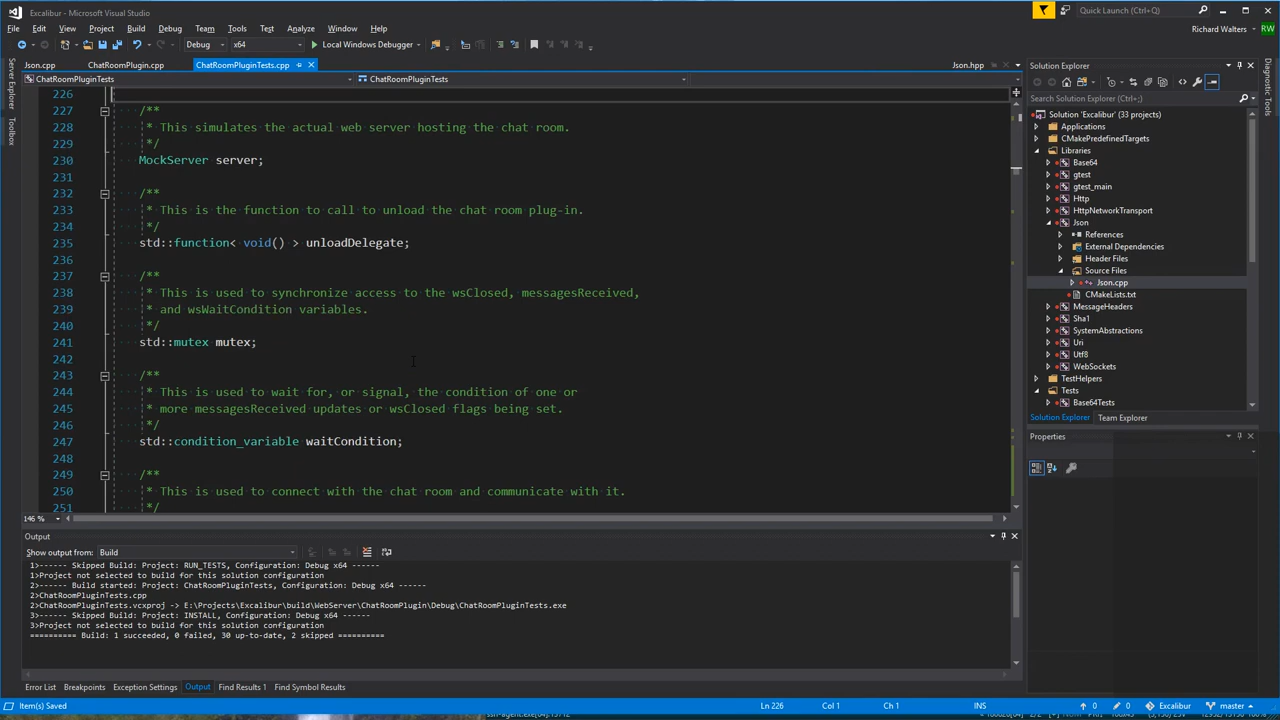 Excalibur - Microsoft Visual Studio
Quick Launch (Ctrl+;)
File Edit View Project Build Debug Team Tools Test Analyze Window Help
Richard Walters RW
Debug x64 Local Windows Debugger
Json.cpp ChatRoomPlugin.cpp ChatRoomPluginTests.cpp Json.hpp
ChatRoomPluginTests ChatRoomPluginTests
Server Explorer
Toolbox
226
227 /**
228 * This simulates the actual web server hosting the chat room.
229 */
230 MockServer server;
231
232 /**
233 * This is the function to call to unload the chat room plug-in.
234 */
235 std::function< void() > unloadDelegate;
236
237 /**
238 * This is used to synchronize access to the wsClosed, messagesReceived,
239 * and wsWaitCondition variables.
240 */
241 std::mutex mutex;
242
243 /**
244 * This is used to wait for, or signal, the condition of one or
245 * more messagesReceived updates or wsClosed flags being set.
246 */
247 std::condition_variable waitCondition;
248
249 /**
250 * This is used to connect with the chat room and communicate with it.
251 */
146 %
Output
Show output from: Build
1>------ Skipped Build: Project: RUN_TESTS, Configuration: Debug x64 ------
1>Project not selected to build for this solution configuration
2>------ Build started: Project: ChatRoomPluginTests, Configuration: Debug x64 ------
2>ChatRoomPluginTests.cpp
2>ChatRoomPluginTests.vcxproj -> E:\Projects\Excalibur\build\WebServer\ChatRoomPlugin\Debug\ChatRoomPluginTests.exe
3>------ Skipped Build: Project: INSTALL, Configuration: Debug x64 ------
3>Project not selected to build for this solution configuration
========== Build: 1 succeeded, 0 failed, 30 up-to-date, 2 skipped ==========
Error List Breakpoints Exception Settings Output Find Results 1 Find Symbol Results
Solution Explorer
Search Solution Explorer (Ctrl+;)
Solution 'Excalibur' (33 projects)
Applications
CMakePredefinedTargets
Libraries
Base64
gtest
gtest_main
Http
HttpNetworkTransport
Json
References
External Dependencies
Header Files
Source Files
Json.cpp
CMakeLists.txt
MessageHeaders
Sha1
SystemAbstractions
Uri
Utf8
WebSockets
TestHelpers
Tests
Base64Tests
Solution Explorer Team Explorer
Properties
Diagnostic Tools
Item(s) Saved Ln 226 Ch 1 INS 1 0 Excalibur master